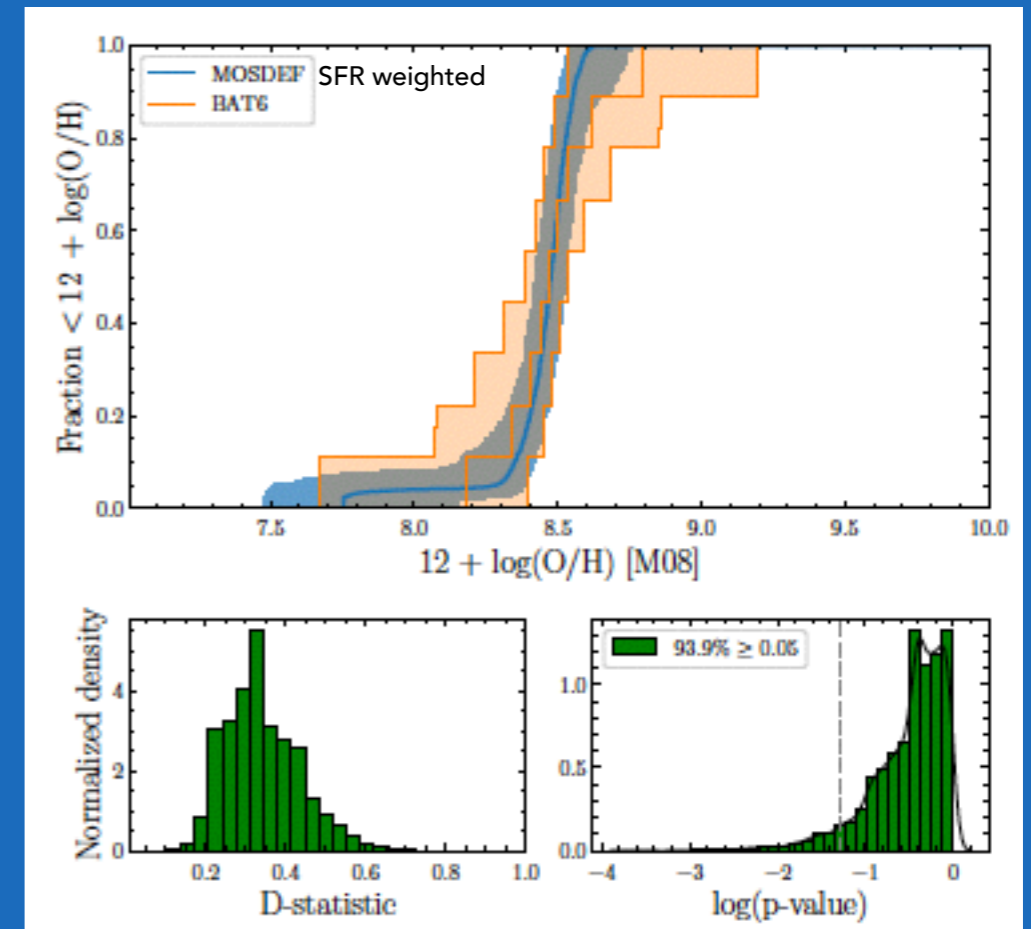 MOSDEF SFR weighted
BAT6
Fraction < 12 + log(O/H)
1.0
0.8
0.6
0.4
0.2
0.0
7.5 8.0 8.5 9.0 9.5 10.0
12 + log(O/H) [M08]
Normalized density
4
2
0
0.2 0.4 0.6 0.8 1.0
D-statistic
93.9% ≥ 0.05
1.0
0.5
0.0
−4 −3 −2 −1 0
log(p-value)